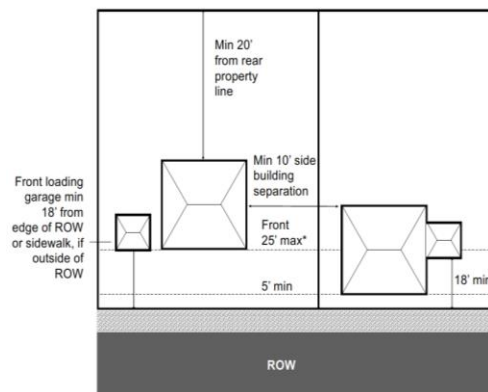 Min 20'
from rear
property
line
Min 10' side
building
separation
Front loading
garage min
18' from
edge of ROW
or sidewalk, if
outside of
ROW
Front
25' max*
5' min
18' min
ROW